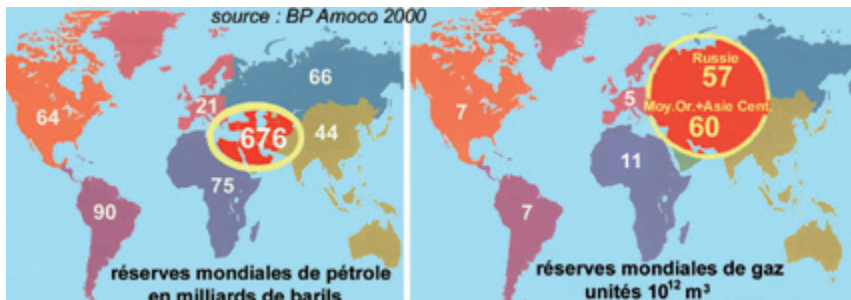 source : BP Amoco 2000
64
21
66
676
44
75
90
réserves mondiales de pétrole
en milliards de barils
7
5
Russie
57
Moy.Or.+Asie Cent.
60
11
7
réserves mondiales de gaz
unités 10¹² m³